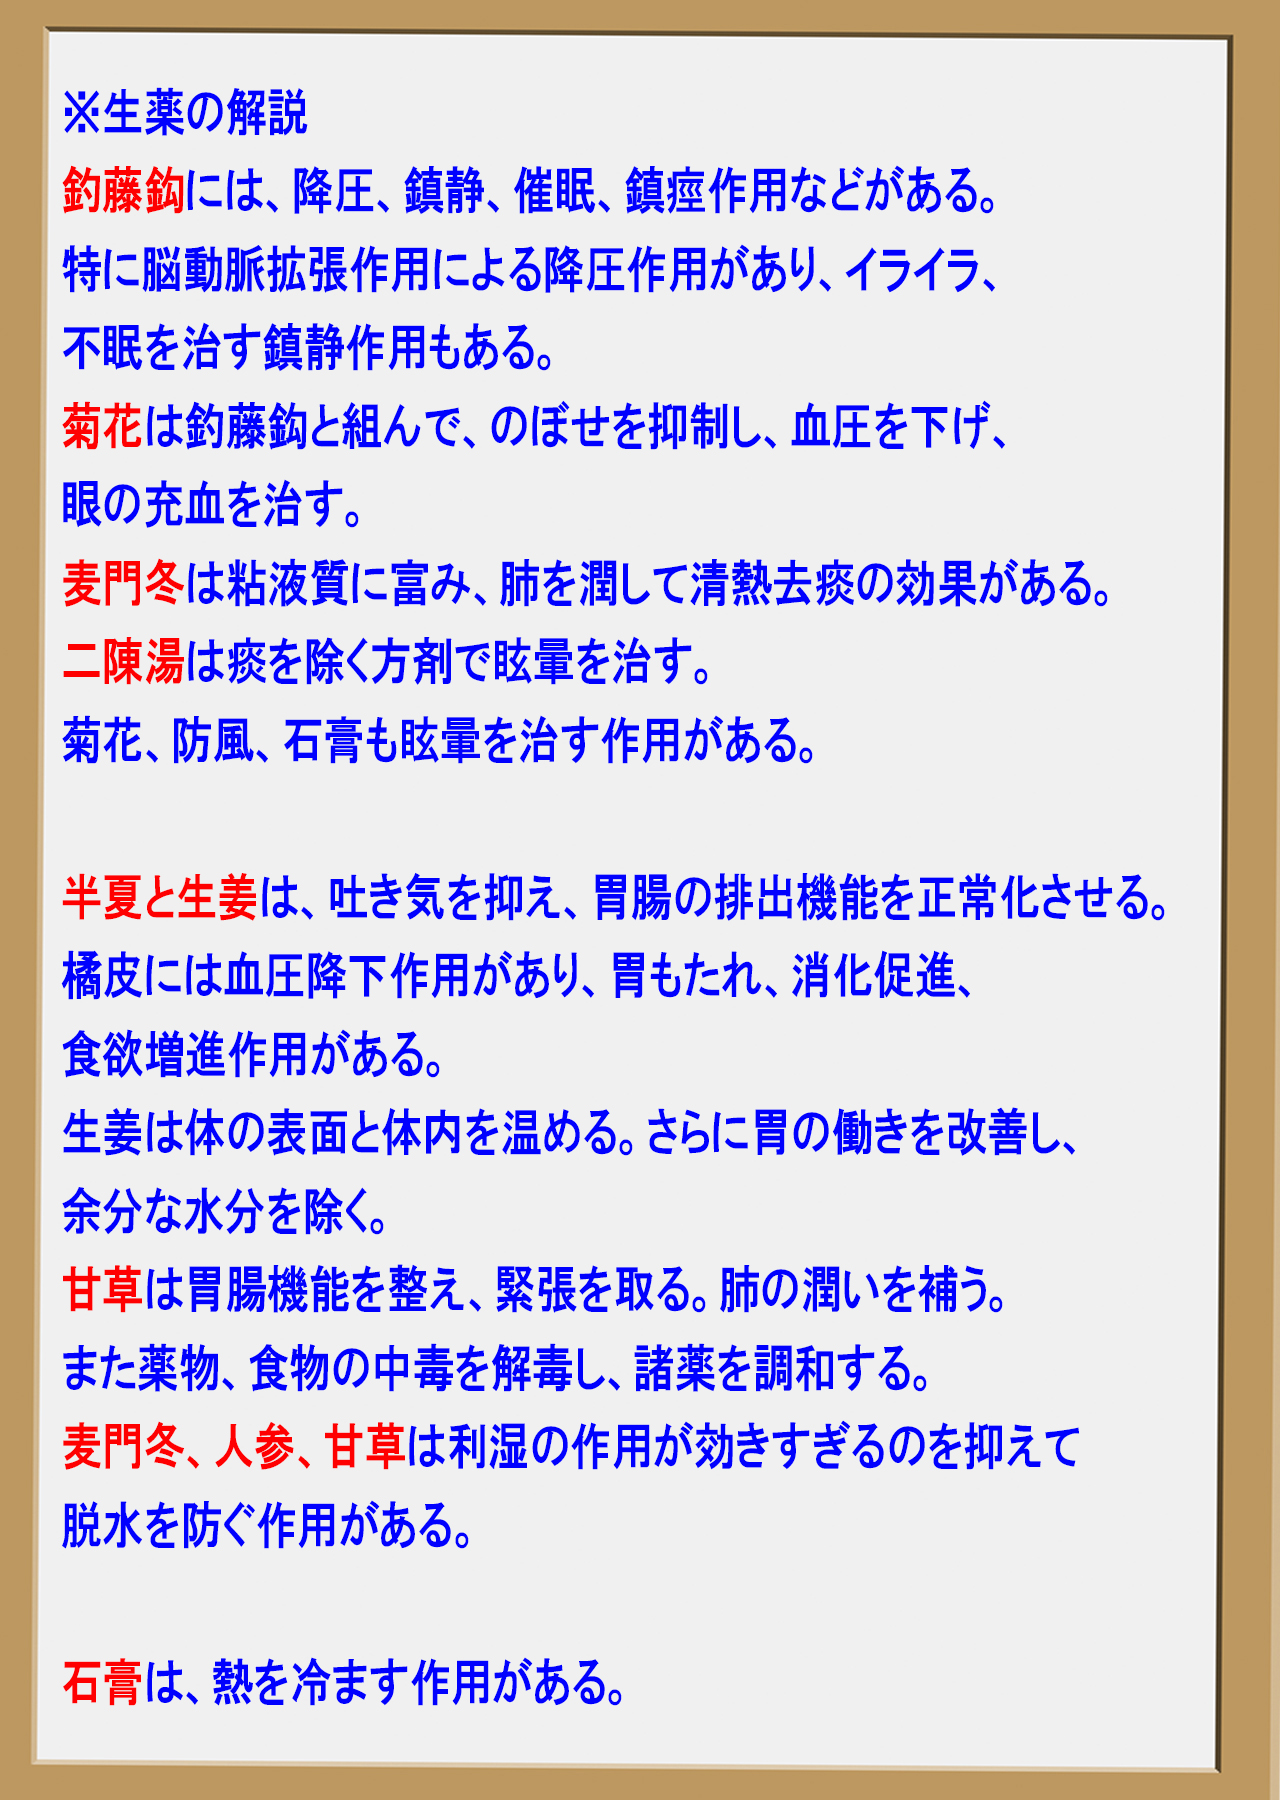 ※生薬の解説
釣藤鈎には、降圧、鎮静、催眠、鎮痙作用などがある。
特に脳動脈拡張作用による降圧作用があり、イライラ、
不眠を治す鎮静作用もある。
菊花は釣藤鈎と組んで、のぼせを抑制し、血圧を下げ、
眼の充血を治す。
麦門冬は粘液質に富み、肺を潤して清熱去痰の効果がある。
二陳湯は痰を除く方剤で眩暈を治す。
菊花、防風、石膏も眩暈を治す作用がある。
半夏と生姜は、吐き気を抑え、胃腸の排出機能を正常化させる。
橘皮には血圧降下作用があり、胃もたれ、消化促進、
食欲増進作用がある。
生姜は体の表面と体内を温める。さらに胃の働きを改善し、
余分な水分を除く。
甘草は胃腸機能を整え、緊張を取る。肺の潤いを補う。
また薬物、食物の中毒を解毒し、諸薬を調和する。
麦門冬、人参、甘草は利湿の作用が効きすぎるのを抑えて
脱水を防ぐ作用がある。
石膏は、熱を冷ます作用がある。